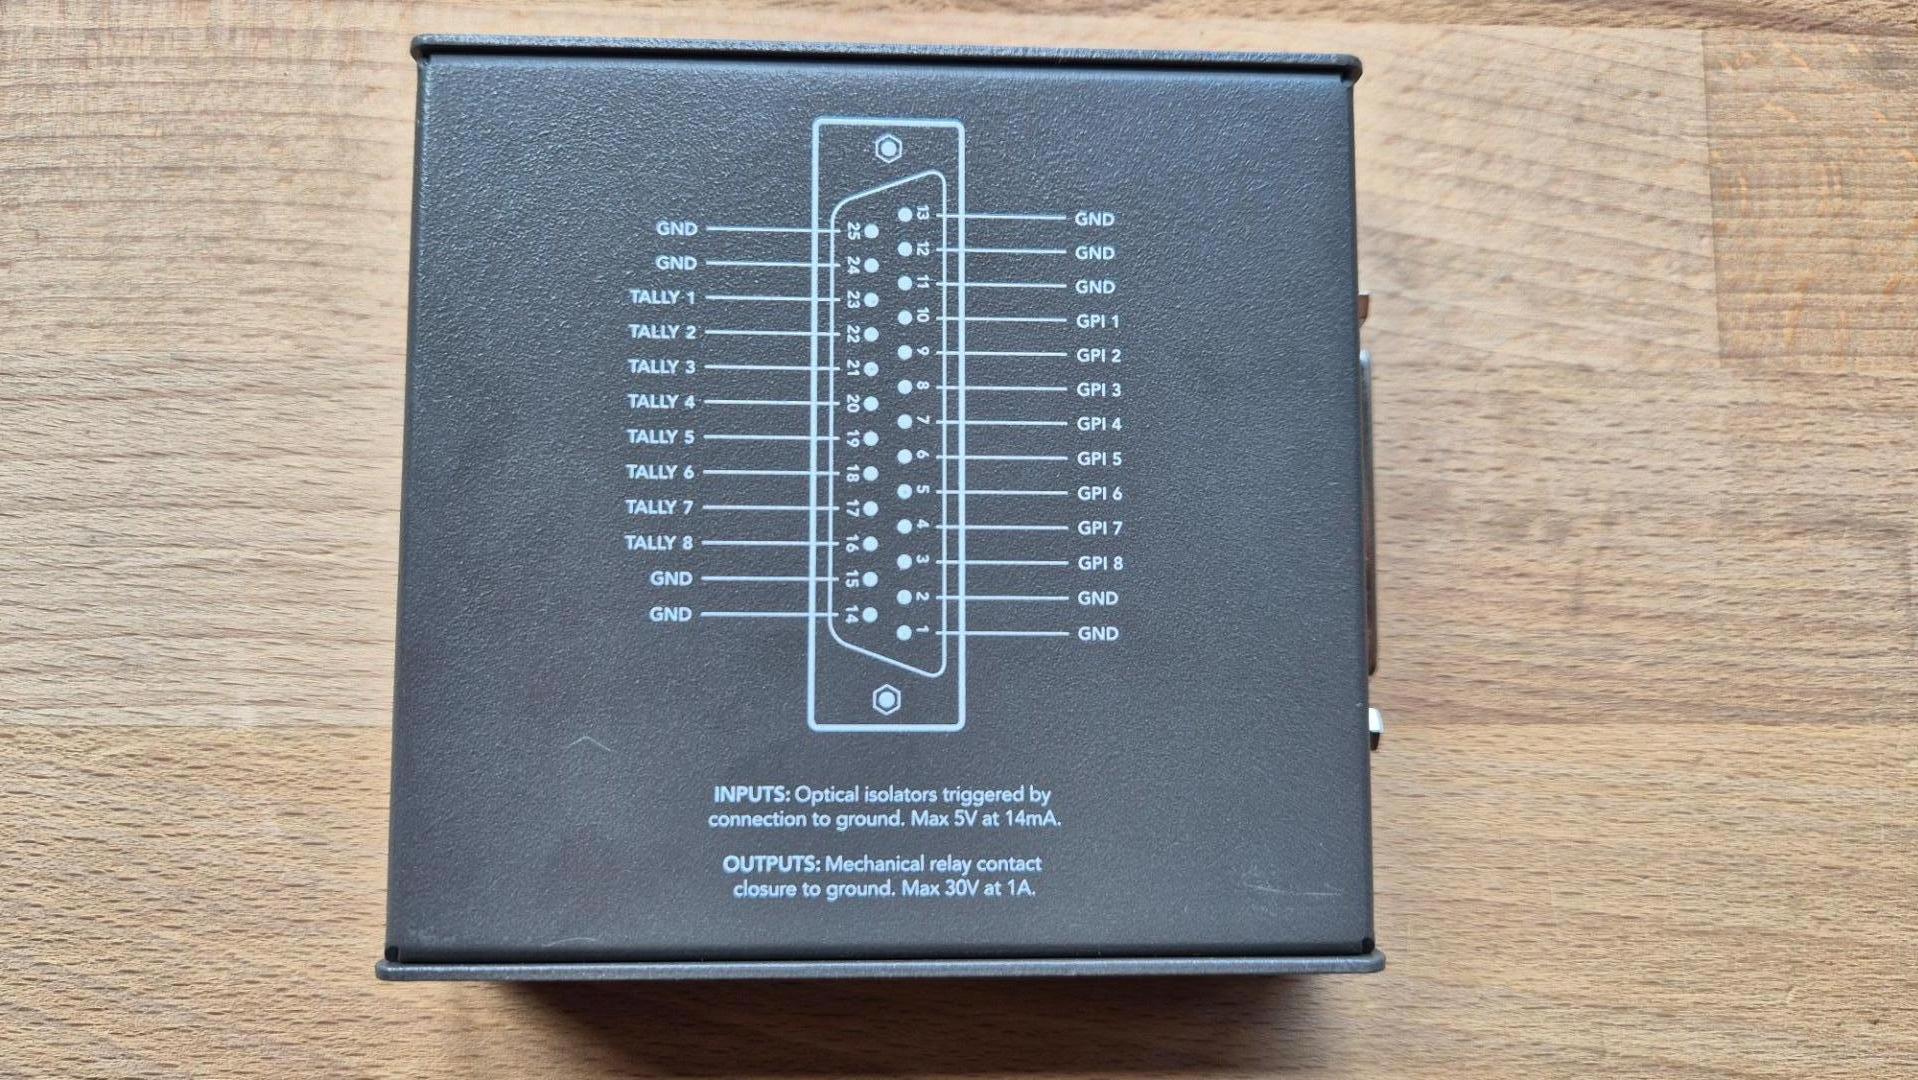 GND 25 13 GND
GND 24 12 GND
TALLY 1 23 11 GND
TALLY 2 22 10 GPI 1
TALLY 3 21 9 GPI 2
TALLY 4 20 8 GPI 3
TALLY 5 19 7 GPI 4
TALLY 6 18 6 GPI 5
TALLY 7 17 5 GPI 6
TALLY 8 16 4 GPI 7
GND 15 3 GPI 8
GND 14 2 GND
1 GND
INPUTS: Optical isolators triggered by
connection to ground. Max 5V at 14mA.
OUTPUTS: Mechanical relay contact
closure to ground. Max 30V at 1A.